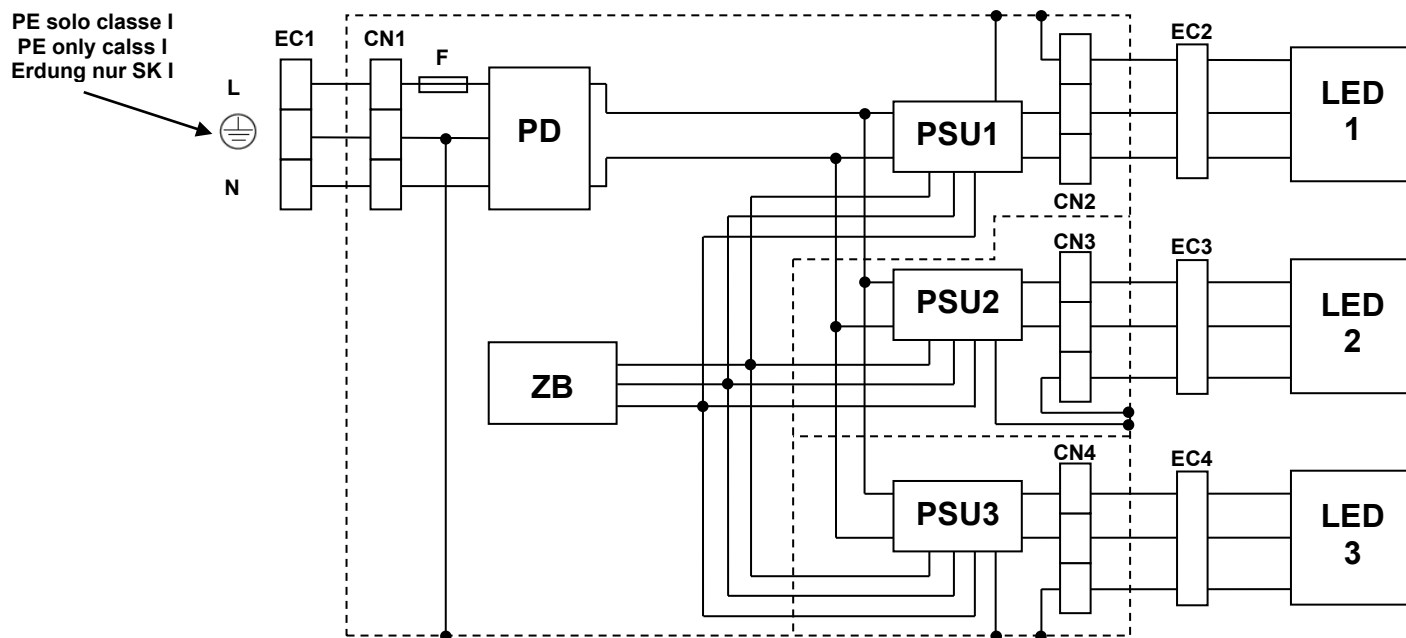 PE solo classe I
PE only calss I
Erdung nur SK I
EC1
CN1
F
L
N
PD
PSU1
CN2
EC2
LED
1
CN3
EC3
PSU2
LED
2
ZB
CN4
EC4
PSU3
LED
3